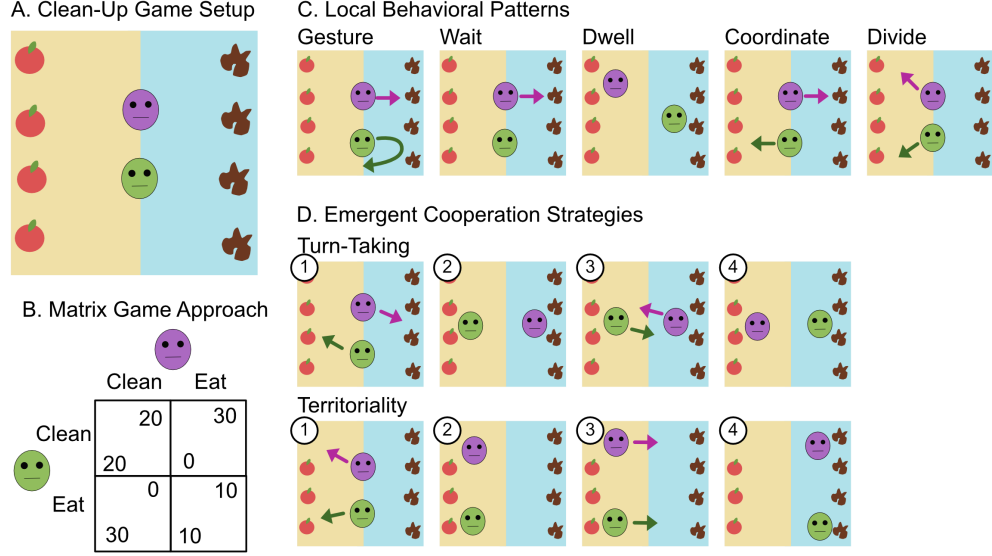 A. Clean-Up Game Setup
B. Matrix Game Approach
Clean Eat
Clean
20 30
20 0
Eat
0 10
30 10
C. Local Behavioral Patterns
Gesture Wait Dwell Coordinate Divide
D. Emergent Cooperation Strategies
Turn-Taking
1 2 3 4
Territoriality
1 2 3 4